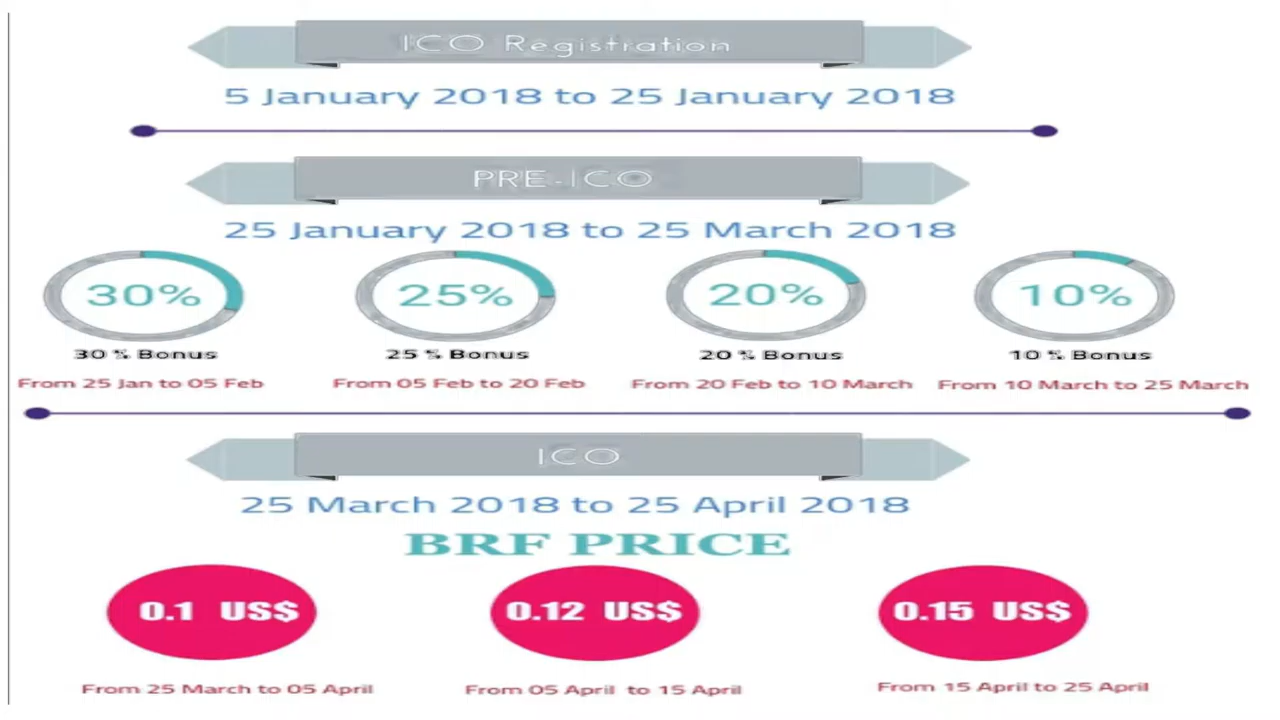 ICO Registration
5 January 2018 to 25 January 2018
PRE-ICO
25 January 2018 to 25 March 2018
30% 25% 20% 10%
30 % Bonus 25 % Bonus 20 % Bonus 10 % Bonus
From 25 Jan to 05 Feb From 05 Feb to 20 Feb From 20 Feb to 10 March From 10 March to 25 March
ICO
25 March 2018 to 25 April 2018
BRF PRICE
0.1 US$ 0.12 US$ 0.15 US$
From 25 March to 05 April From 05 April to 15 April From 15 April to 25 April